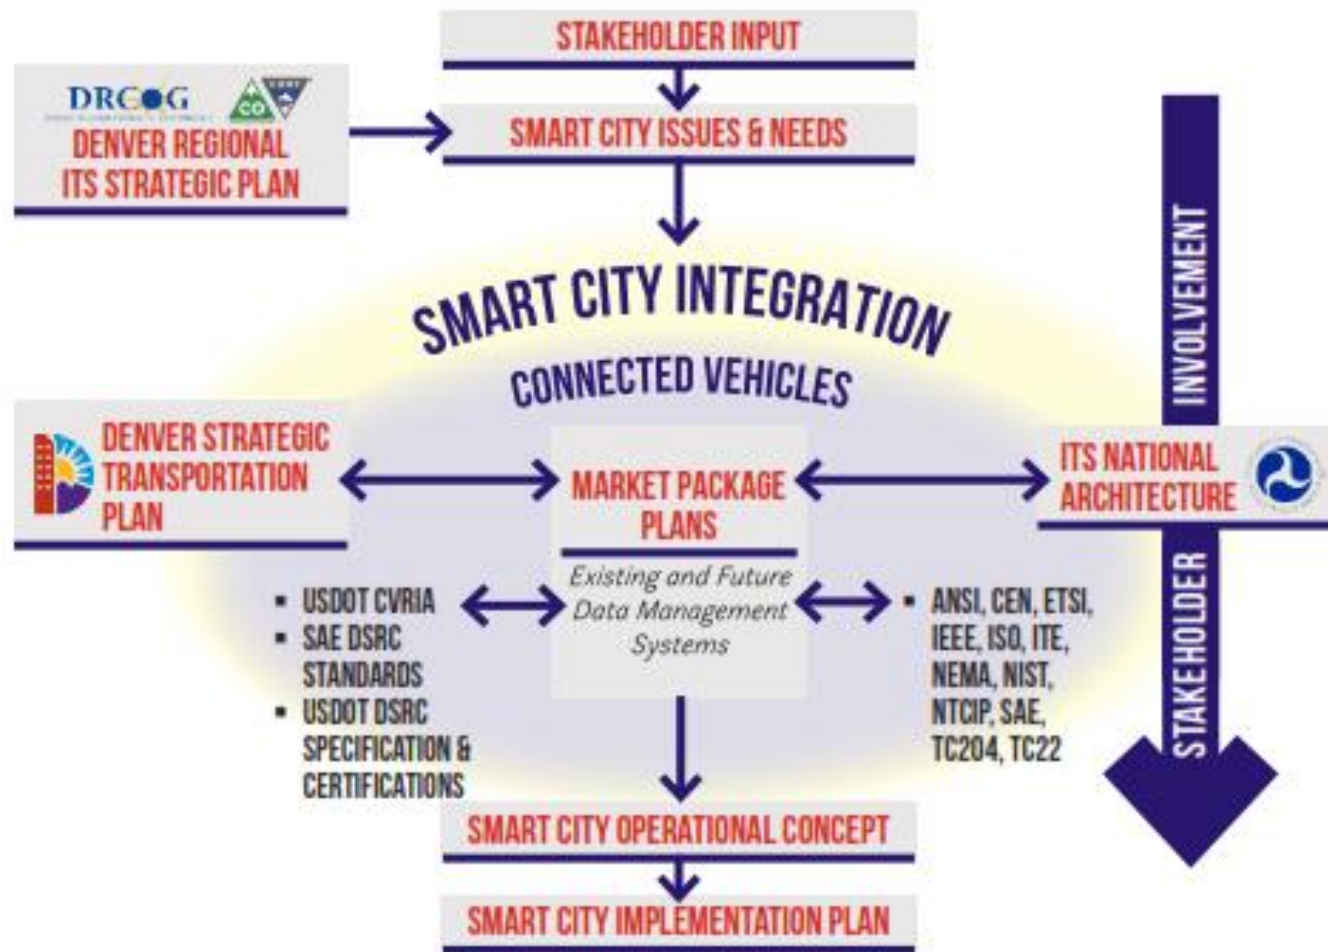 STAKEHOLDER INPUT
DRCOG
CO
DENVER REGIONAL
ITS STRATEGIC PLAN
SMART CITY ISSUES & NEEDS
SMART CITY INTEGRATION
CONNECTED VEHICLES
DENVER STRATEGIC
TRANSPORTATION
PLAN
MARKET PACKAGE
PLANS
Existing and Future
Data Management
Systems
ITS NATIONAL
ARCHITECTURE
▪ USDOT CVRIA
▪ SAE DSRC
STANDARDS
▪ USDOT DSRC
SPECIFICATION &
CERTIFICATIONS
▪ ANSI, CEN, ETSI,
IEEE, ISO, ITE,
NEMA, NIST,
NTCIP, SAE,
TC204, TC22
STAKEHOLDER INVOLVEMENT
SMART CITY OPERATIONAL CONCEPT
SMART CITY IMPLEMENTATION PLAN